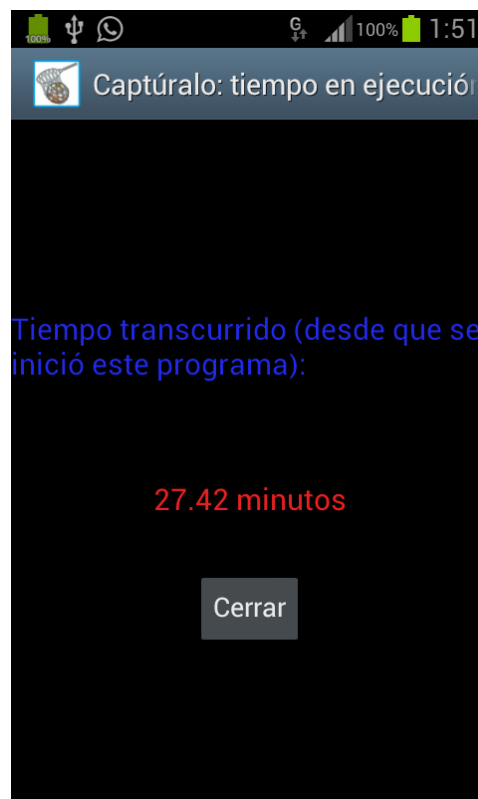 100% G 100% 1:51
Captúralo: tiempo en ejecución
Tiempo transcurrido (desde que se
inició este programa):
27.42 minutos
Cerrar